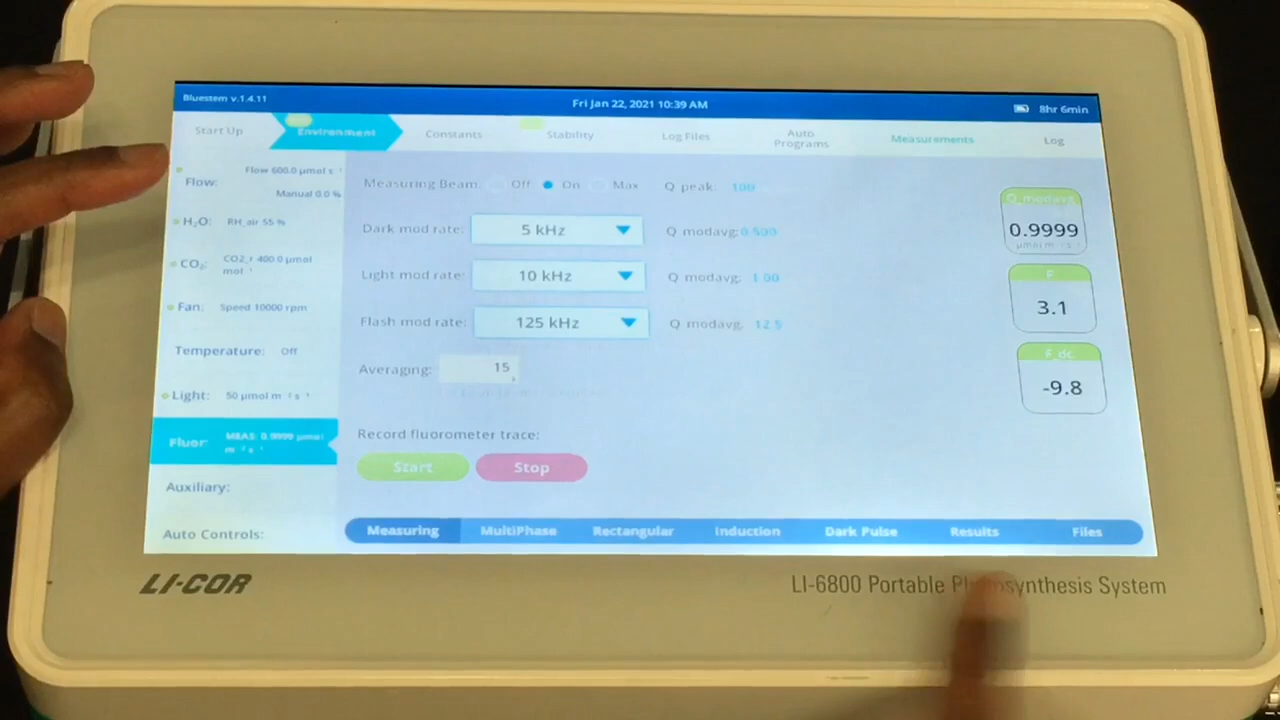 Bluestem v.1.4.11
Fri Jan 22, 2021 10:39 AM
8hr 6min
Start Up
Environment
Constants
Stability
Log Files
Auto
Programs
Measurements
Log
Flow:
Flow 600.0 µmol s⁻¹
Manual 0.0 %
H₂O: RH_air 55 %
CO₂: CO2_r 400.0 µmol
mol⁻¹
Fan: Speed 10000 rpm
Temperature: Off
Light: 50 µmol m⁻² s⁻¹
Fluor: MEAS: 0.9999 µmol
m⁻² s⁻¹
Auxiliary:
Auto Controls:
Measuring Beam: Off On Max Q peak: 100
Dark mod rate: 5 kHz Q modavg: 0.500
Light mod rate: 10 kHz Q modavg: 1.00
Flash mod rate: 125 kHz Q modavg: 12.5
Averaging: 15
s
Record fluorometer trace:
Start Stop
Q_modavg
0.9999
µmol m⁻² s⁻¹
F
3.1
F_dc
-9.8
Measuring MultiPhase Rectangular Induction Dark Pulse Results Files
LI-COR
LI-6800 Portable Photosynthesis System